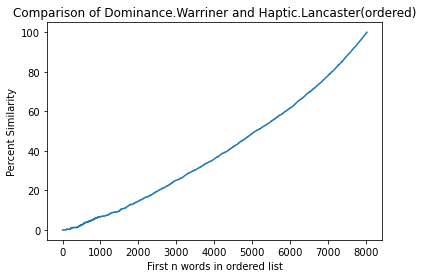 Comparison of Dominance.Warriner and Haptic.Lancaster(ordered)
100
80
60
40
20
0
Percent Similarity
0 1000 2000 3000 4000 5000 6000 7000 8000
First n words in ordered list